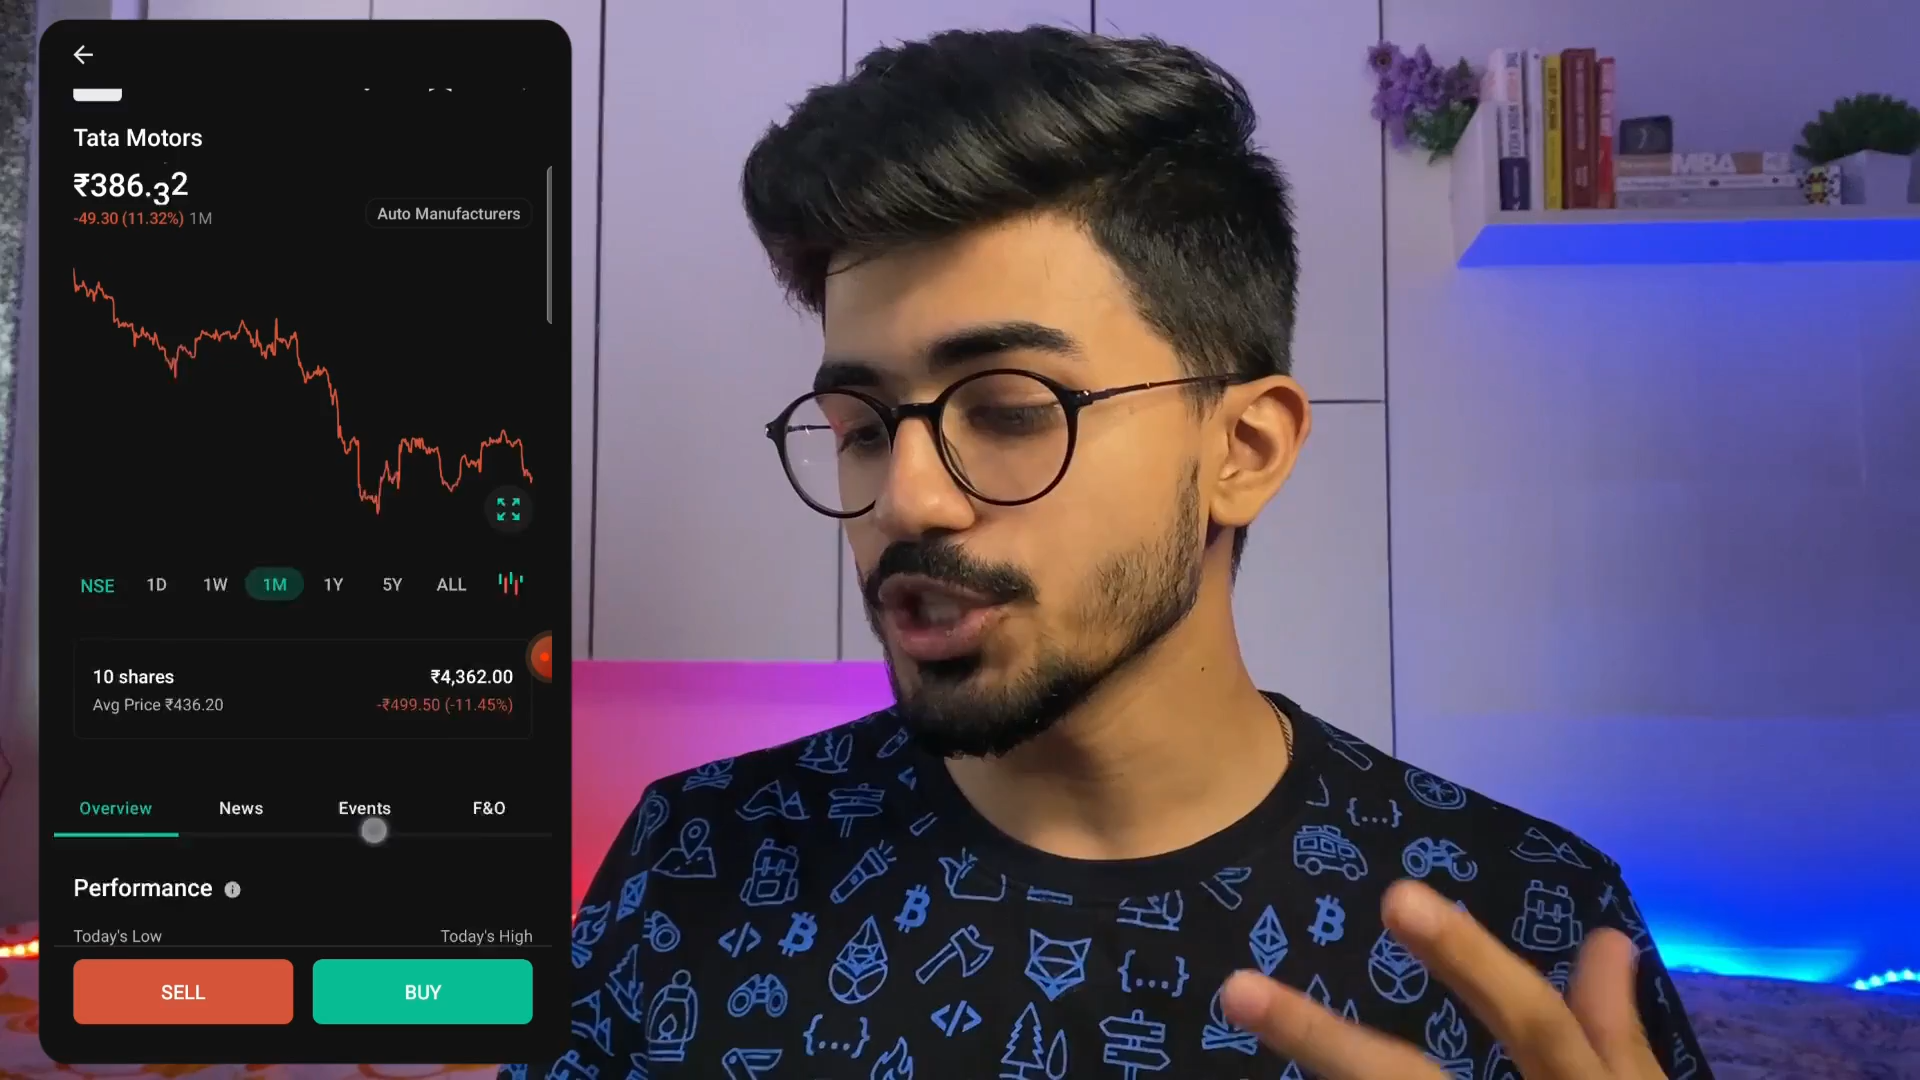 Tata Motors
₹386.32
-49.30 (11.32%) 1M
Auto Manufacturers
NSE 1D 1W 1M 1Y 5Y ALL
10 shares ₹4,362.00
Avg Price ₹436.20 -₹499.50 (-11.45%)
Overview News Events F&O
Performance
Today's Low Today's High
SELL BUY
MBA